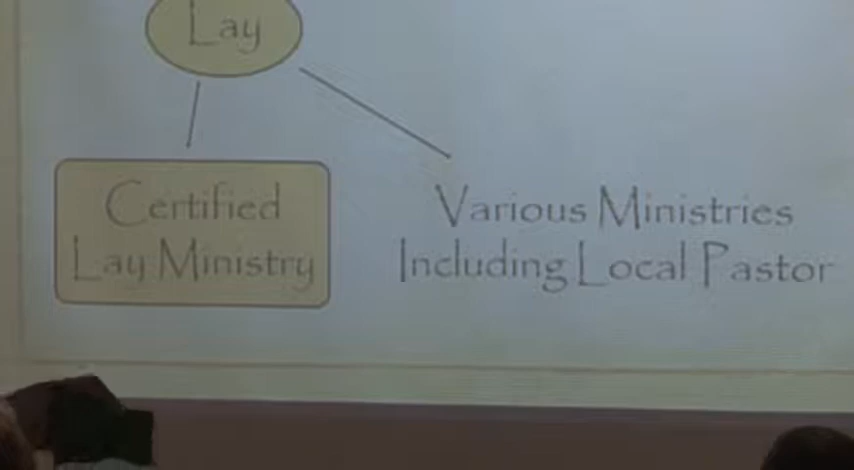 Lay
Certified
Lay Ministry
Various Ministries
Including Local Pastor